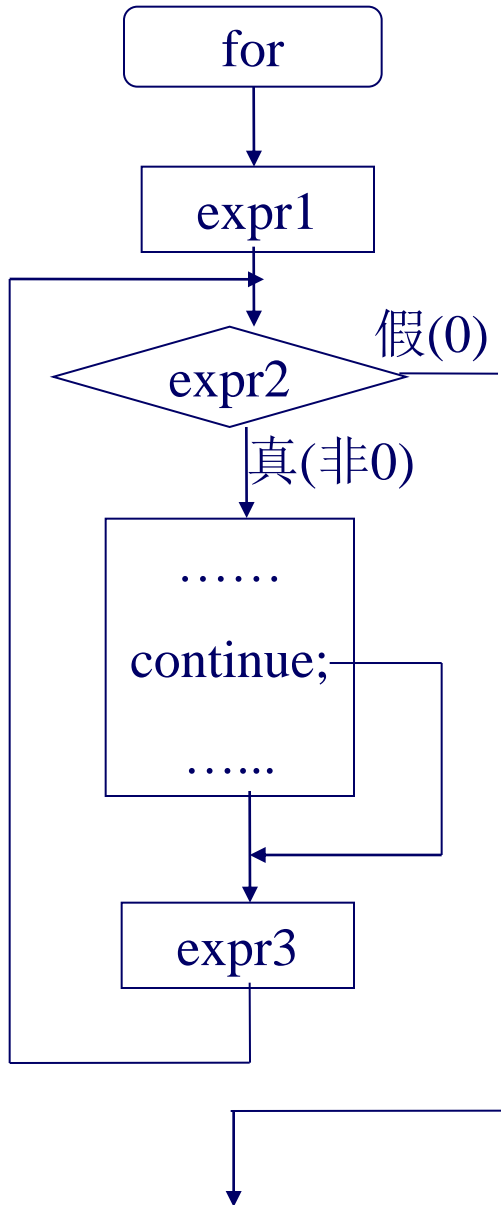 for
expr1
假(0)
expr2
真(非0)
……
continue;
…...
expr3